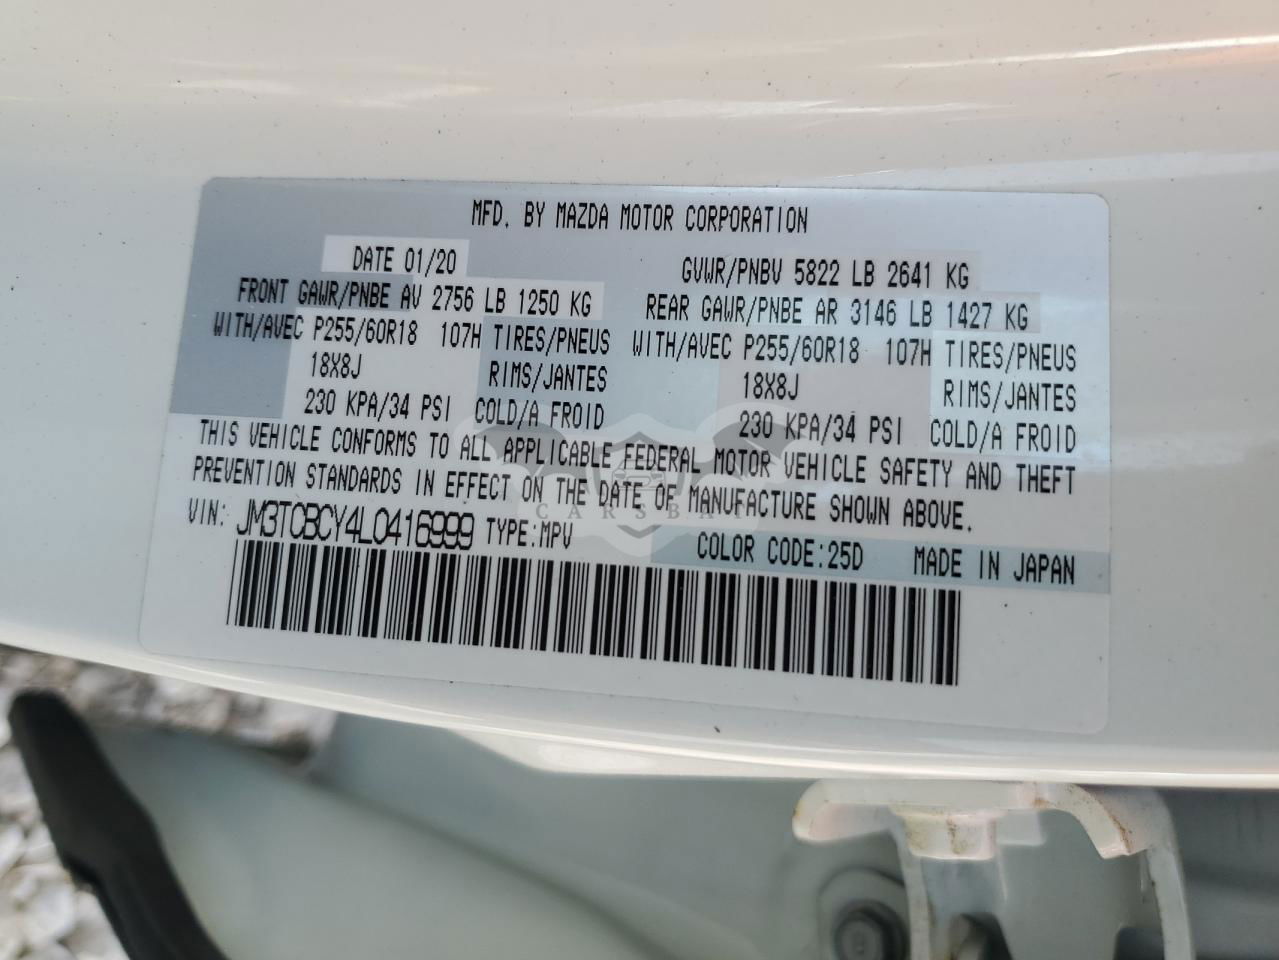 MFD. BY MAZDA MOTOR CORPORATION
DATE 01/20 GVWR/PNBV 5822 LB 2641 KG
FRONT GAWR/PNBE AV 2756 LB 1250 KG REAR GAWR/PNBE AR 3146 LB 1427 KG
WITH/AVEC P255/60R18 107H TIRES/PNEUS WITH/AVEC P255/60R18 107H TIRES/PNEUS
18X8J RIMS/JANTES 18X8J RIMS/JANTES
230 KPA/34 PSI COLD/A FROID 230 KPA/34 PSI COLD/A FROID
THIS VEHICLE CONFORMS TO ALL APPLICABLE FEDERAL MOTOR VEHICLE SAFETY AND THEFT
PREVENTION STANDARDS IN EFFECT ON THE DATE OF MANUFACTURE SHOWN ABOVE.
CARSBAT
VIN: JM3TCBCY4L0416999 TYPE:MPV COLOR CODE:25D MADE IN JAPAN